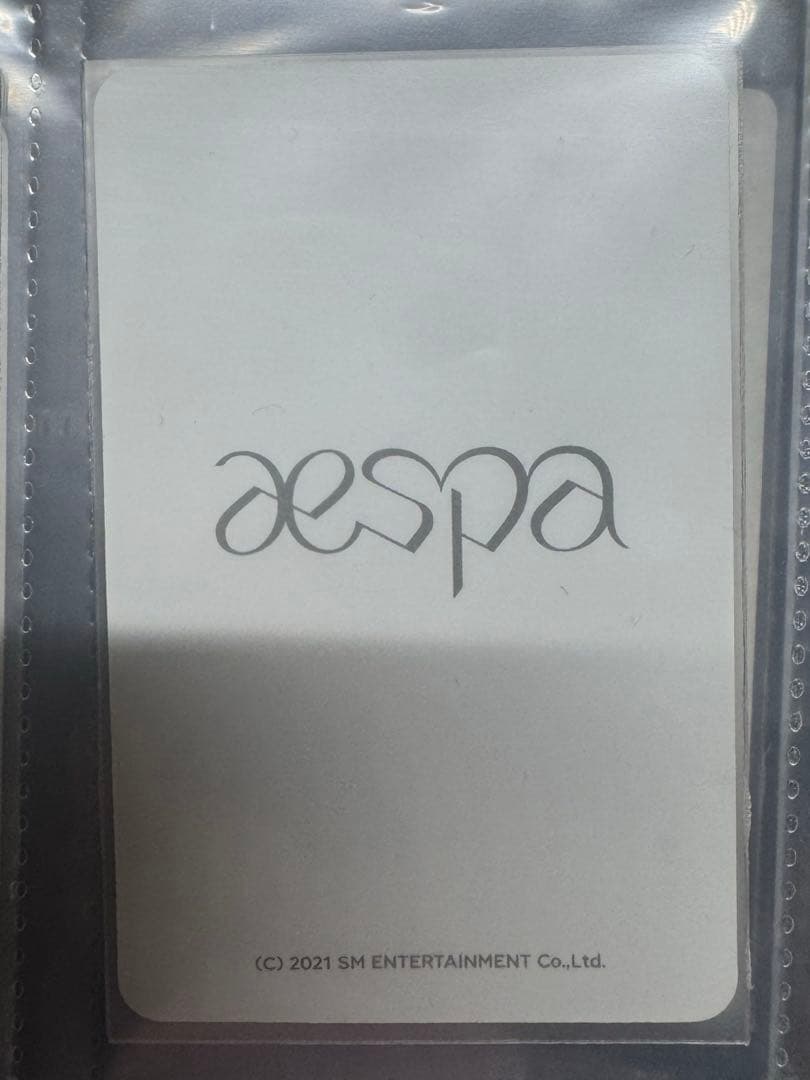 aespa
(C) 2021 SM ENTERTAINMENT Co.,Ltd.